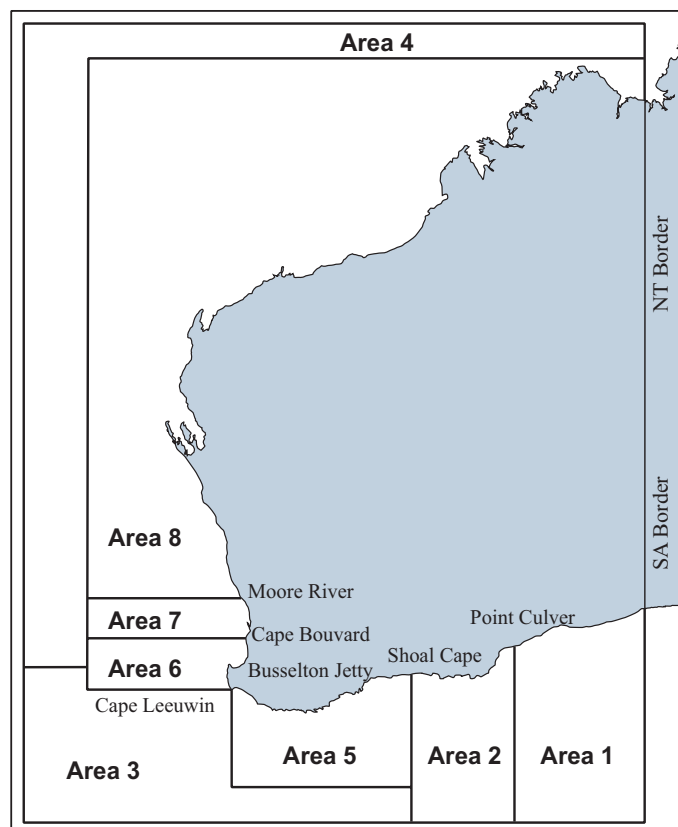 Area 4
NT Border
SA Border
Area 8
Moore River
Area 7
Point Culver
Cape Bouvard
Shoal Cape
Area 6
Busselton Jetty
Cape Leeuwin
Area 3
Area 5
Area 2
Area 1